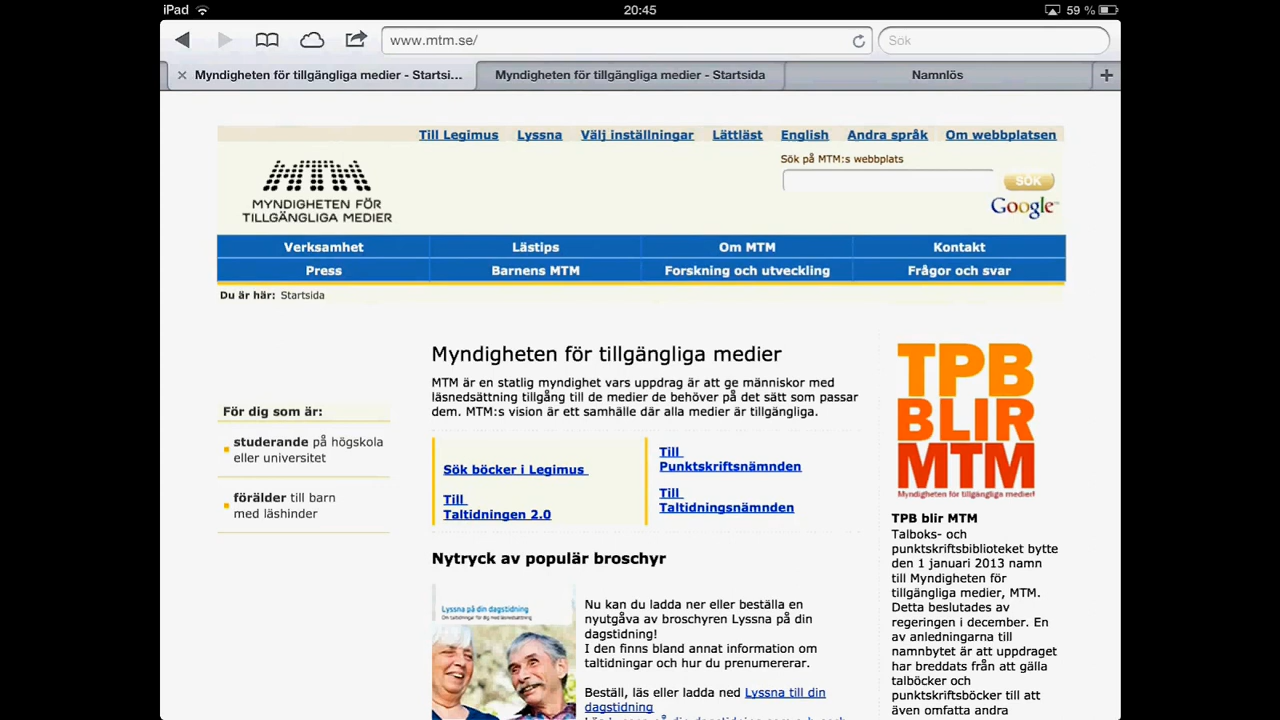 iPad 20:45 59 %
www.mtm.se/ Sök
Myndigheten för tillgängliga medier - Startsi... Myndigheten för tillgängliga medier - Startsida Namnlös
Till Legimus Lyssna Välj inställningar Lättläst English Andra språk Om webbplatsen
Sök på MTM:s webbplats
SÖK
Google
MTM
MYNDIGHETEN FÖR
TILLGÄNGLIGA MEDIER
Verksamhet Lästips Om MTM Kontakt
Press Barnens MTM Forskning och utveckling Frågor och svar
Du är här: Startsida
För dig som är:
studerande på högskola
eller universitet
förälder till barn
med läshinder
Myndigheten för tillgängliga medier
MTM är en statlig myndighet vars uppdrag är att ge människor med
läsnedsättning tillgång till de medier de behöver på det sätt som passar
dem. MTM:s vision är ett samhälle där alla medier är tillgängliga.
Sök böcker i Legimus
Till
Taltidningen 2.0
Till
Punktskriftsnämnden
Till
Taltidningsnämnden
Nytryck av populär broschyr
Lyssna på din dagstidning
Om taltidningar för dig med läsnedsättning
Nu kan du ladda ner eller beställa en
nyutgåva av broschyren Lyssna på din
dagstidning!
I den finns bland annat information om
taltidningar och hur du prenumererar.
Beställ, läs eller ladda ned Lyssna till din
dagstidning
TPB
BLIR
MTM
Myndigheten för tillgängliga medier!
TPB blir MTM
Talboks- och
punktskriftsbiblioteket bytte
den 1 januari 2013 namn
till Myndigheten för
tillgängliga medier, MTM.
Detta beslutades av
regeringen i december. En
av anledningarna till
namnbytet är att uppdraget
har breddats från att gälla
talböcker och
punktskriftsböcker till att
även omfatta andra